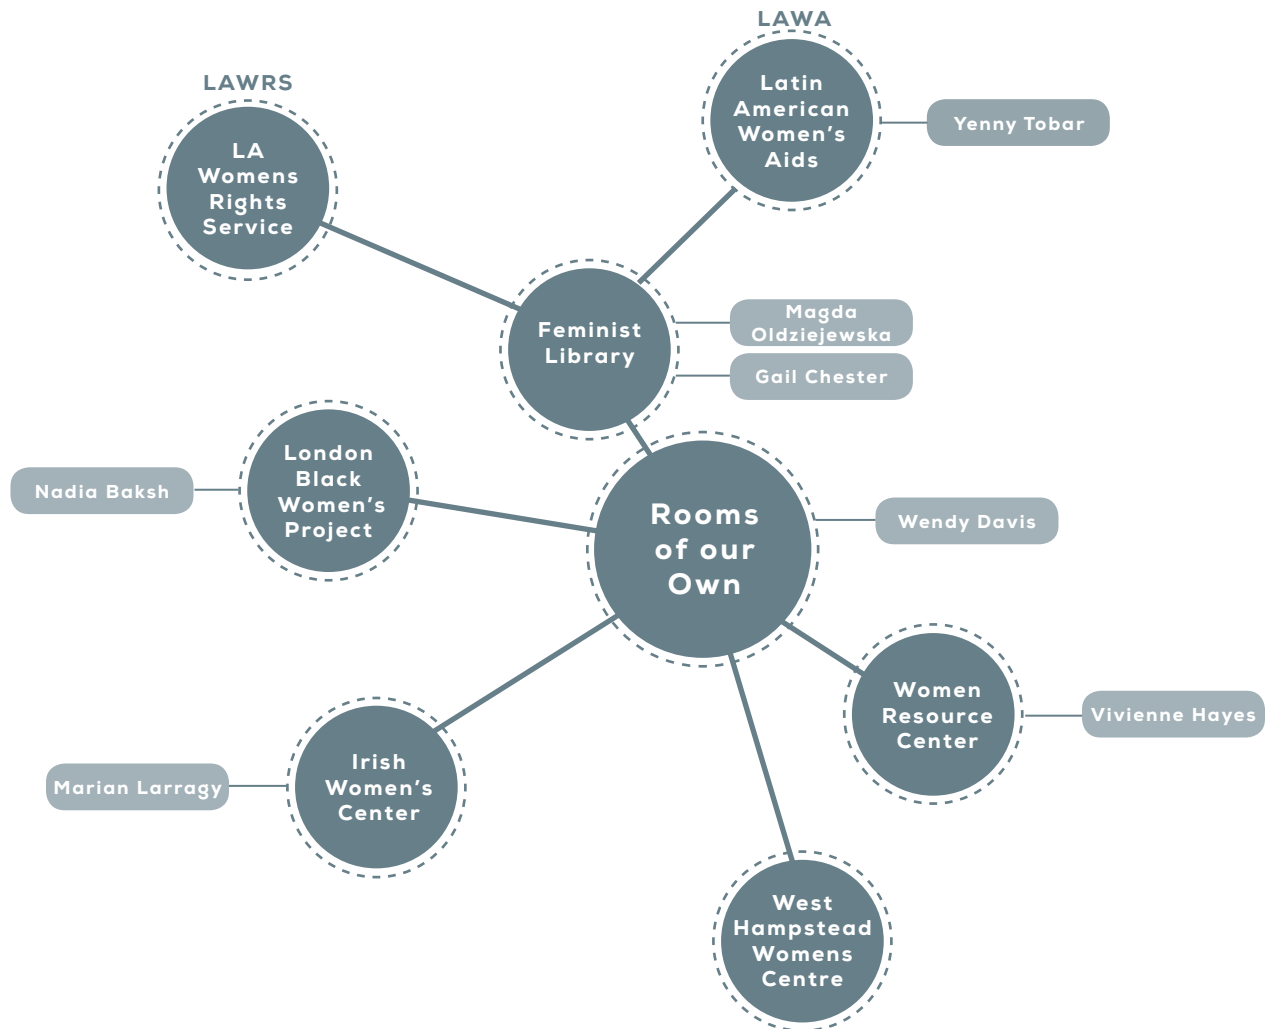 LAWA
Latin
American
Women's
Aids
Yenny Tobar
LAWRS
LA
Womens
Rights
Service
Feminist
Library
Magda
Oldziejewska
Gail Chester
London
Black
Women's
Project
Nadia Baksh
Rooms
of our
Own
Wendy Davis
Women
Resource
Center
Vivienne Hayes
Irish
Women's
Center
Marian Larragy
West
Hampstead
Womens
Centre